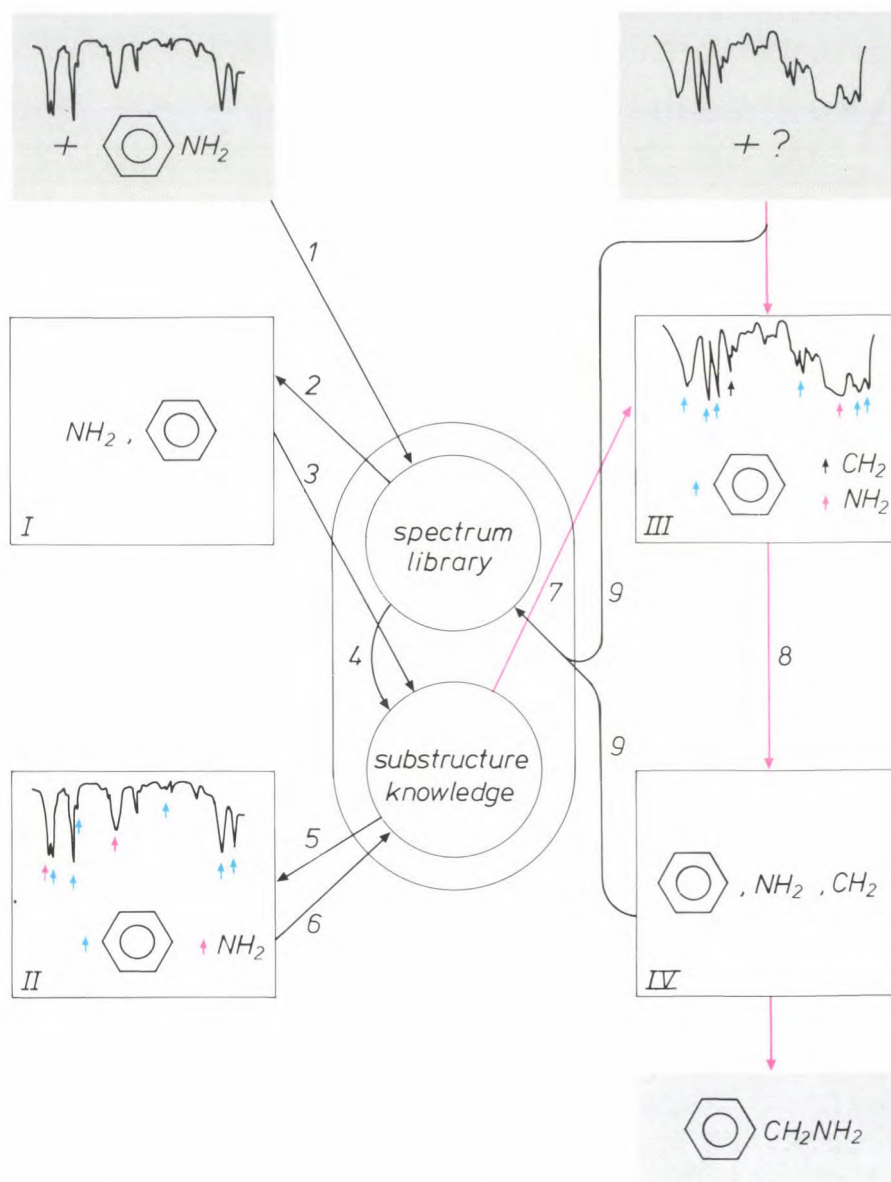 + NH₂
+ ?
1
2
NH₂ ,
I
3
spectrum
library
4
7
9
CH₂
NH₂
III
8
substructure
knowledge
5
6
NH₂
II
9
, NH₂ , CH₂
IV
CH₂NH₂